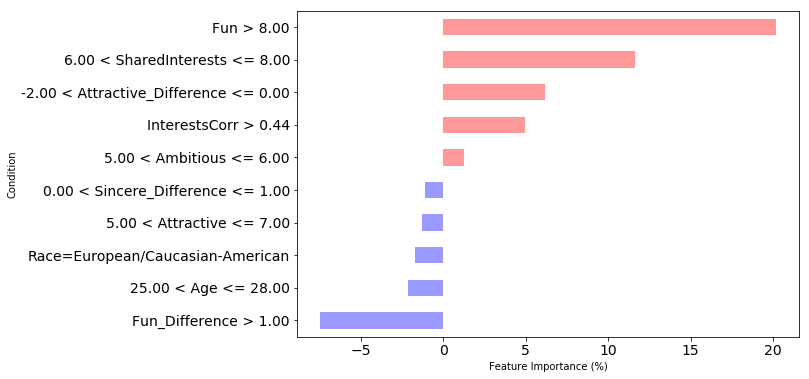 Fun > 8.00
6.00 < SharedInterests <= 8.00
-2.00 < Attractive_Difference <= 0.00
InterestsCorr > 0.44
5.00 < Ambitious <= 6.00
0.00 < Sincere_Difference <= 1.00
5.00 < Attractive <= 7.00
Race=European/Caucasian-American
25.00 < Age <= 28.00
Fun_Difference > 1.00
Condition
−5 0 5 10 15 20
Feature Importance (%)